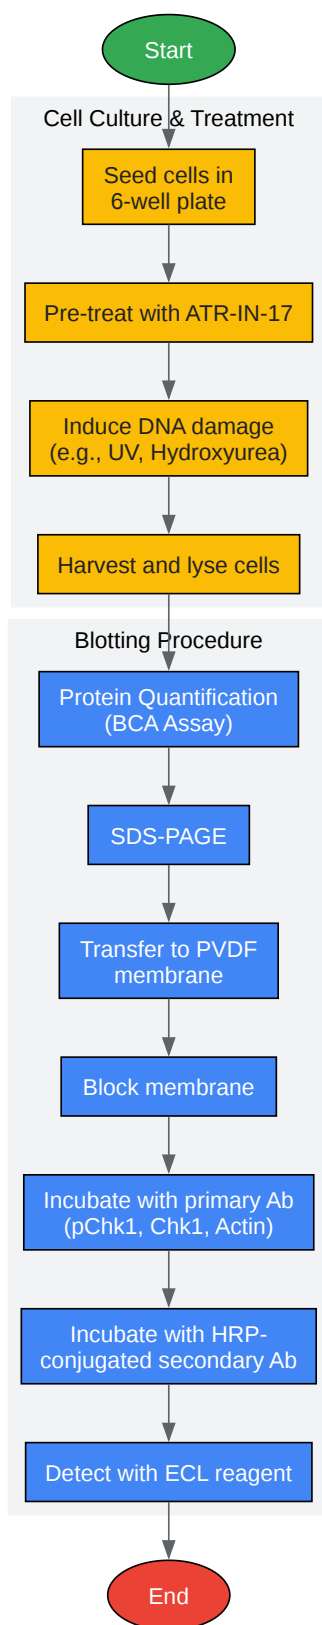 Start
Cell Culture & Treatment
Seed cells in
6-well plate
Pre-treat with ATR-IN-17
Induce DNA damage
(e.g., UV, Hydroxyurea)
Harvest and lyse cells
Blotting Procedure
Protein Quantification
(BCA Assay)
SDS-PAGE
Transfer to PVDF
membrane
Block membrane
Incubate with primary Ab
(pChk1, Chk1, Actin)
Incubate with HRP-
conjugated secondary Ab
Detect with ECL reagent
End